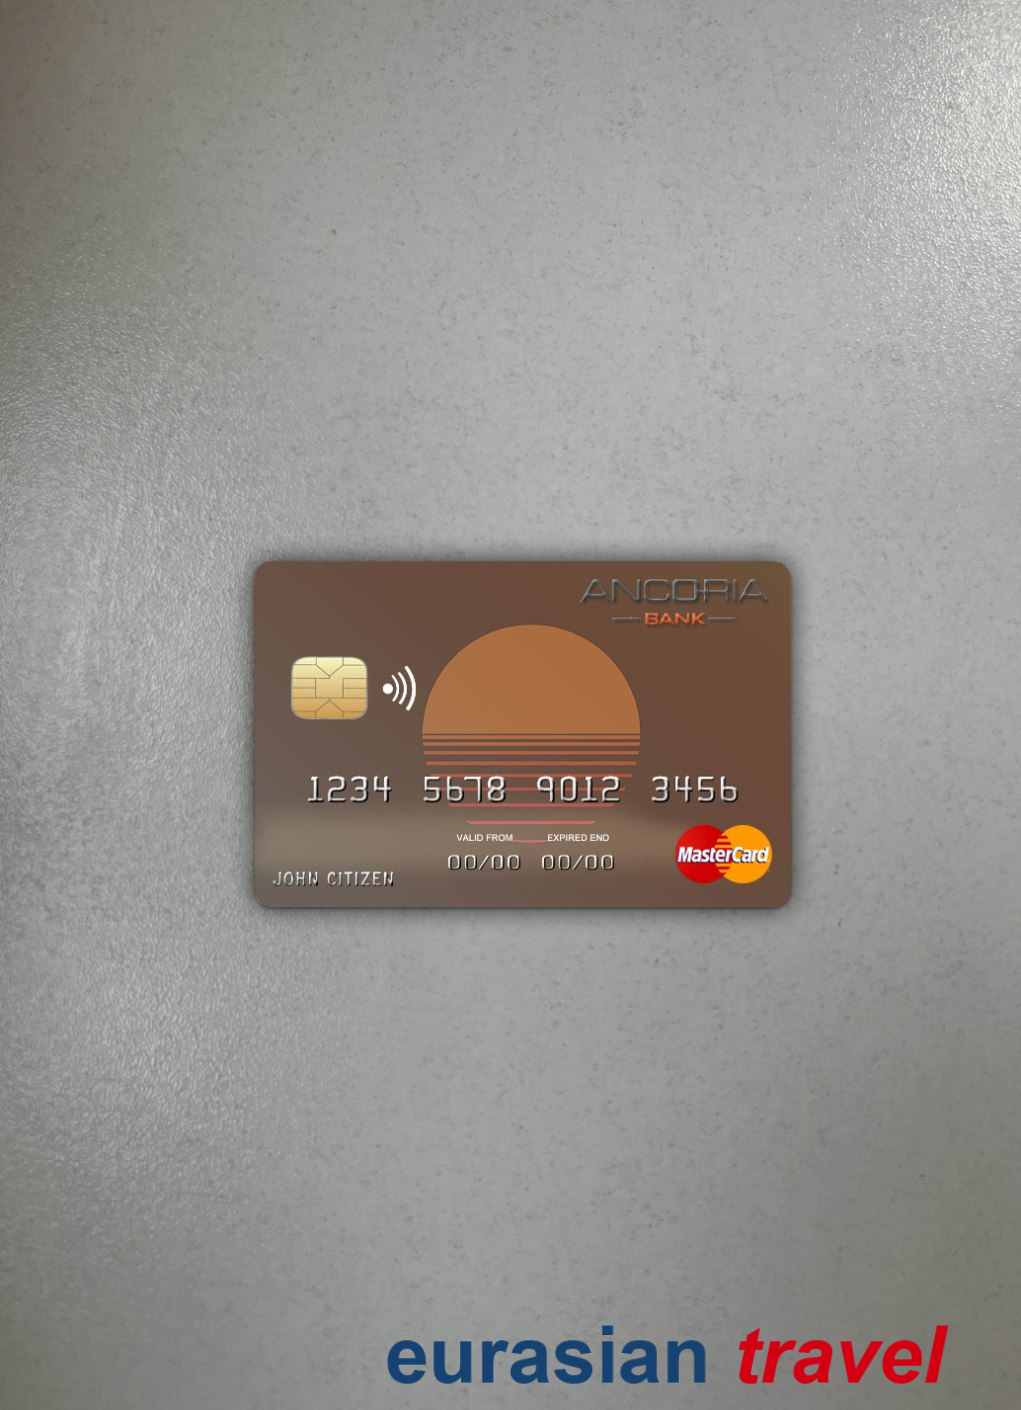 ANCORIA
BANK
1234 5678 9012 3456
VALID FROM EXPIRED END
00/00 00/00
JOHN CITIZEN
MasterCard
eurasian travel